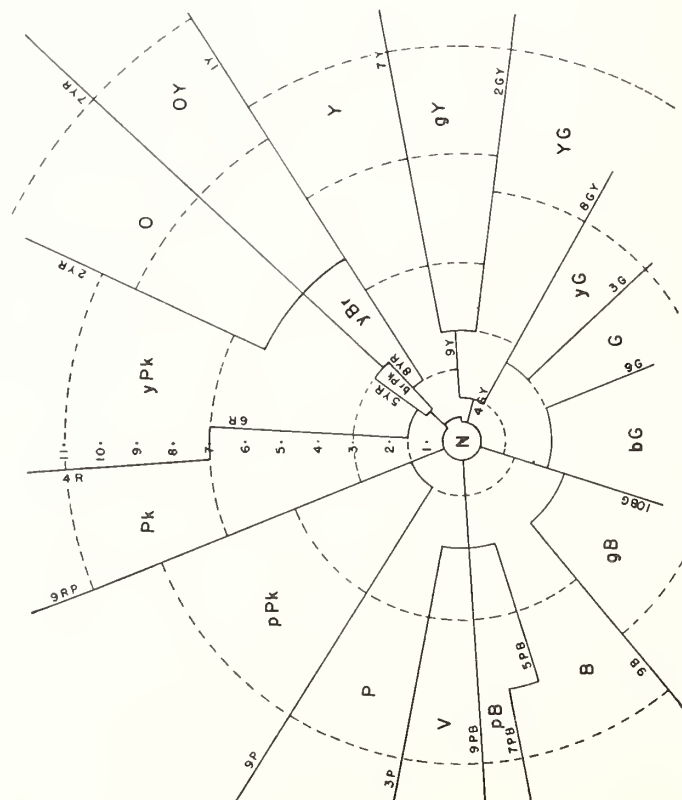 7YR
1Y
OY
O
2YR
yPk
6R
4R
Pk
9RP
pPk
9P
P
3P
V
9PB
pB
7PB
5PB
B
9B
gB
10BG
bG
9G
G
3G
yG
8GY
YG
2GY
gY
7Y
Y
yBr
8YR
brPk
5YR
9Y
4GY
N
11.
10.
9.
8.
7.
6.
5.
4.
3.
2.
1.